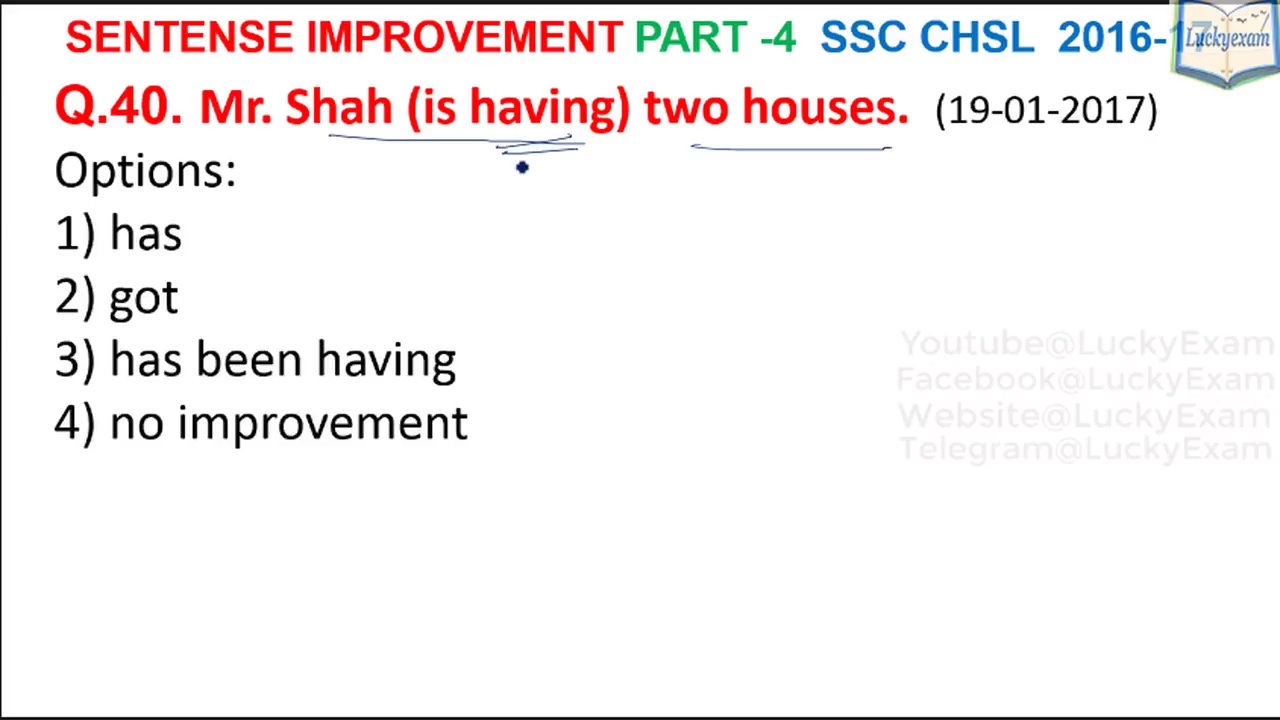 SENTENSE IMPROVEMENT PART -4 SSC CHSL 2016-17
Luckyexam
Q.40. Mr. Shah (is having) two houses. (19-01-2017)
Options:
1) has
2) got
3) has been having
4) no improvement
Youtube@LuckyExam
Facebook@LuckyExam
Website@LuckyExam
Telegram@LuckyExam